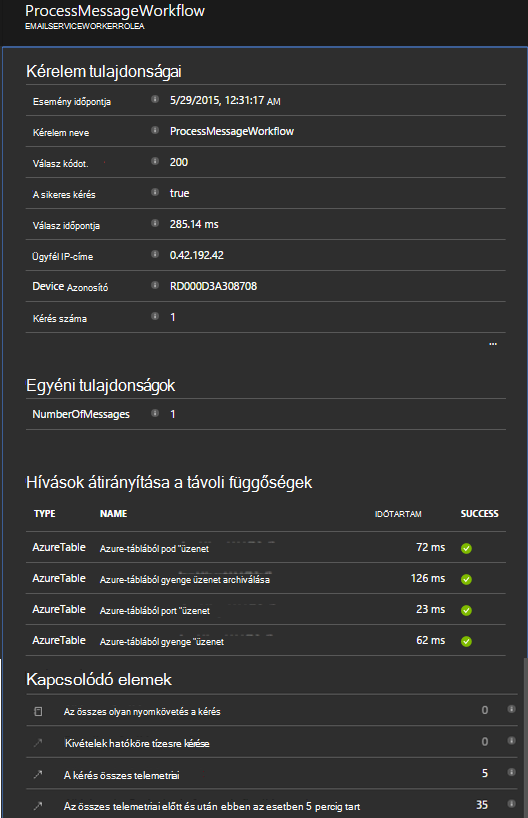 ProcessMessageWorkflow
EMAILSERVICEWORKERROLEA
Kérelem tulajdonságai
Esemény időpontja 5/29/2015, 12:31:17 AM
Kérelem neve ProcessMessageWorkflow
Válasz kódot. 200
A sikeres kérés true
Válasz időpontja 285.14 ms
Ügyfél IP-címe 0.42.192.42
Device Azonosító RD000D3A308708
Kérés száma 1
...
Egyéni tulajdonságok
NumberOfMessages 1
Hívások átirányítása a távoli függőségek
TYPE NAME IDŐTARTAM SUCCESS
AzureTable Azure-táblából pod "üzenet 72 ms
AzureTable Azure-táblából gyenge üzenet archiválása 126 ms
AzureTable Azure-táblából port "üzenet 23 ms
AzureTable Azure-táblából gyenge "üzenet 62 ms
Kapcsolódó elemek
Az összes olyan nyomkövetés a kérés 0
Kivételek hatóköre tízesre kérése 0
A kérés összes telemetriai 5
Az összes telemetriai előtt és után ebben az esetben 5 percig tart 35